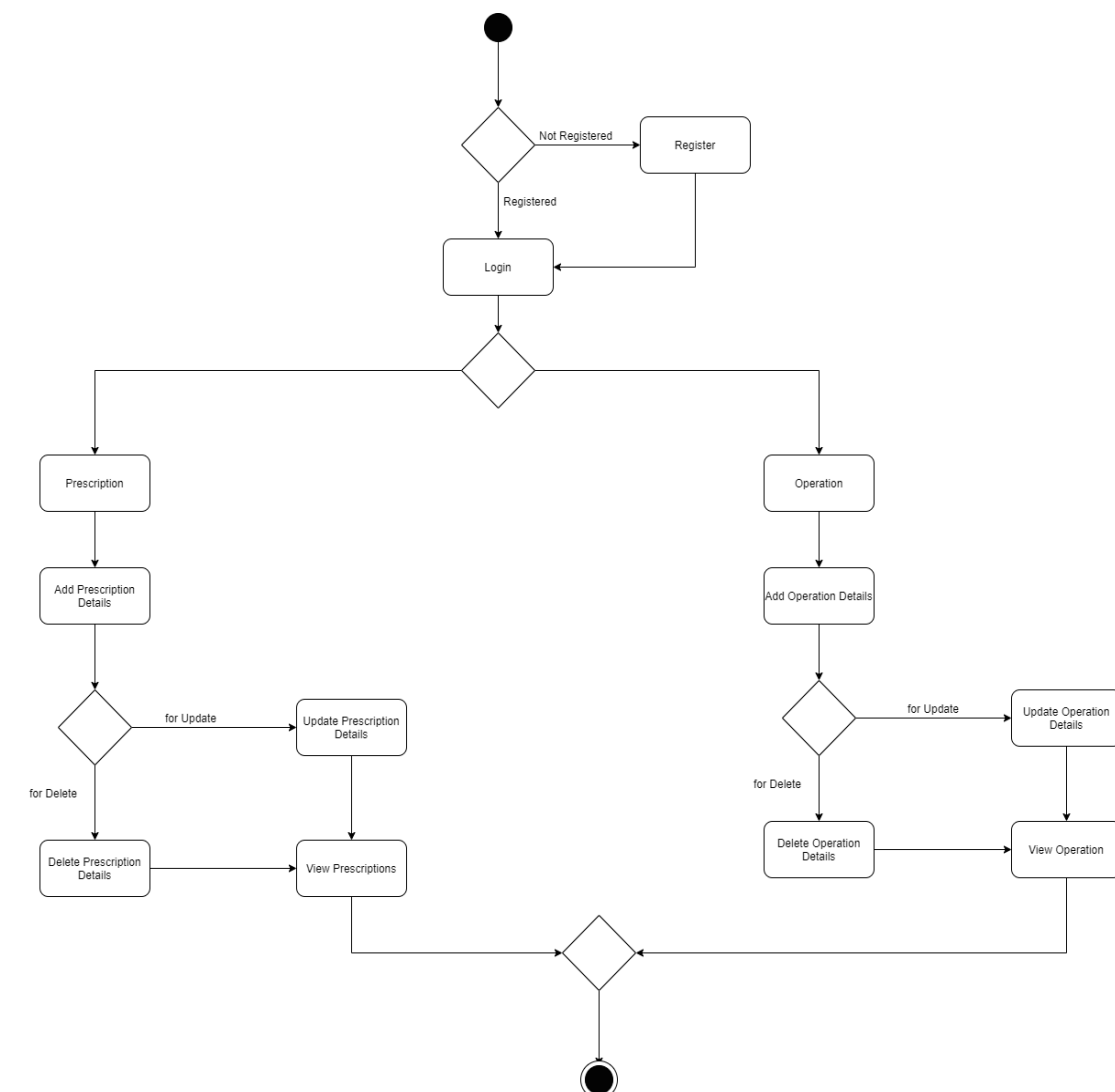 Not Registered
Register
Registered
Login
Prescription
Operation
Add Prescription
Details
Add Operation Details
for Update
Update Prescription
Details
for Update
Update Operation
Details
for Delete
for Delete
Delete Prescription
Details
View Prescriptions
Delete Operation
Details
View Operation